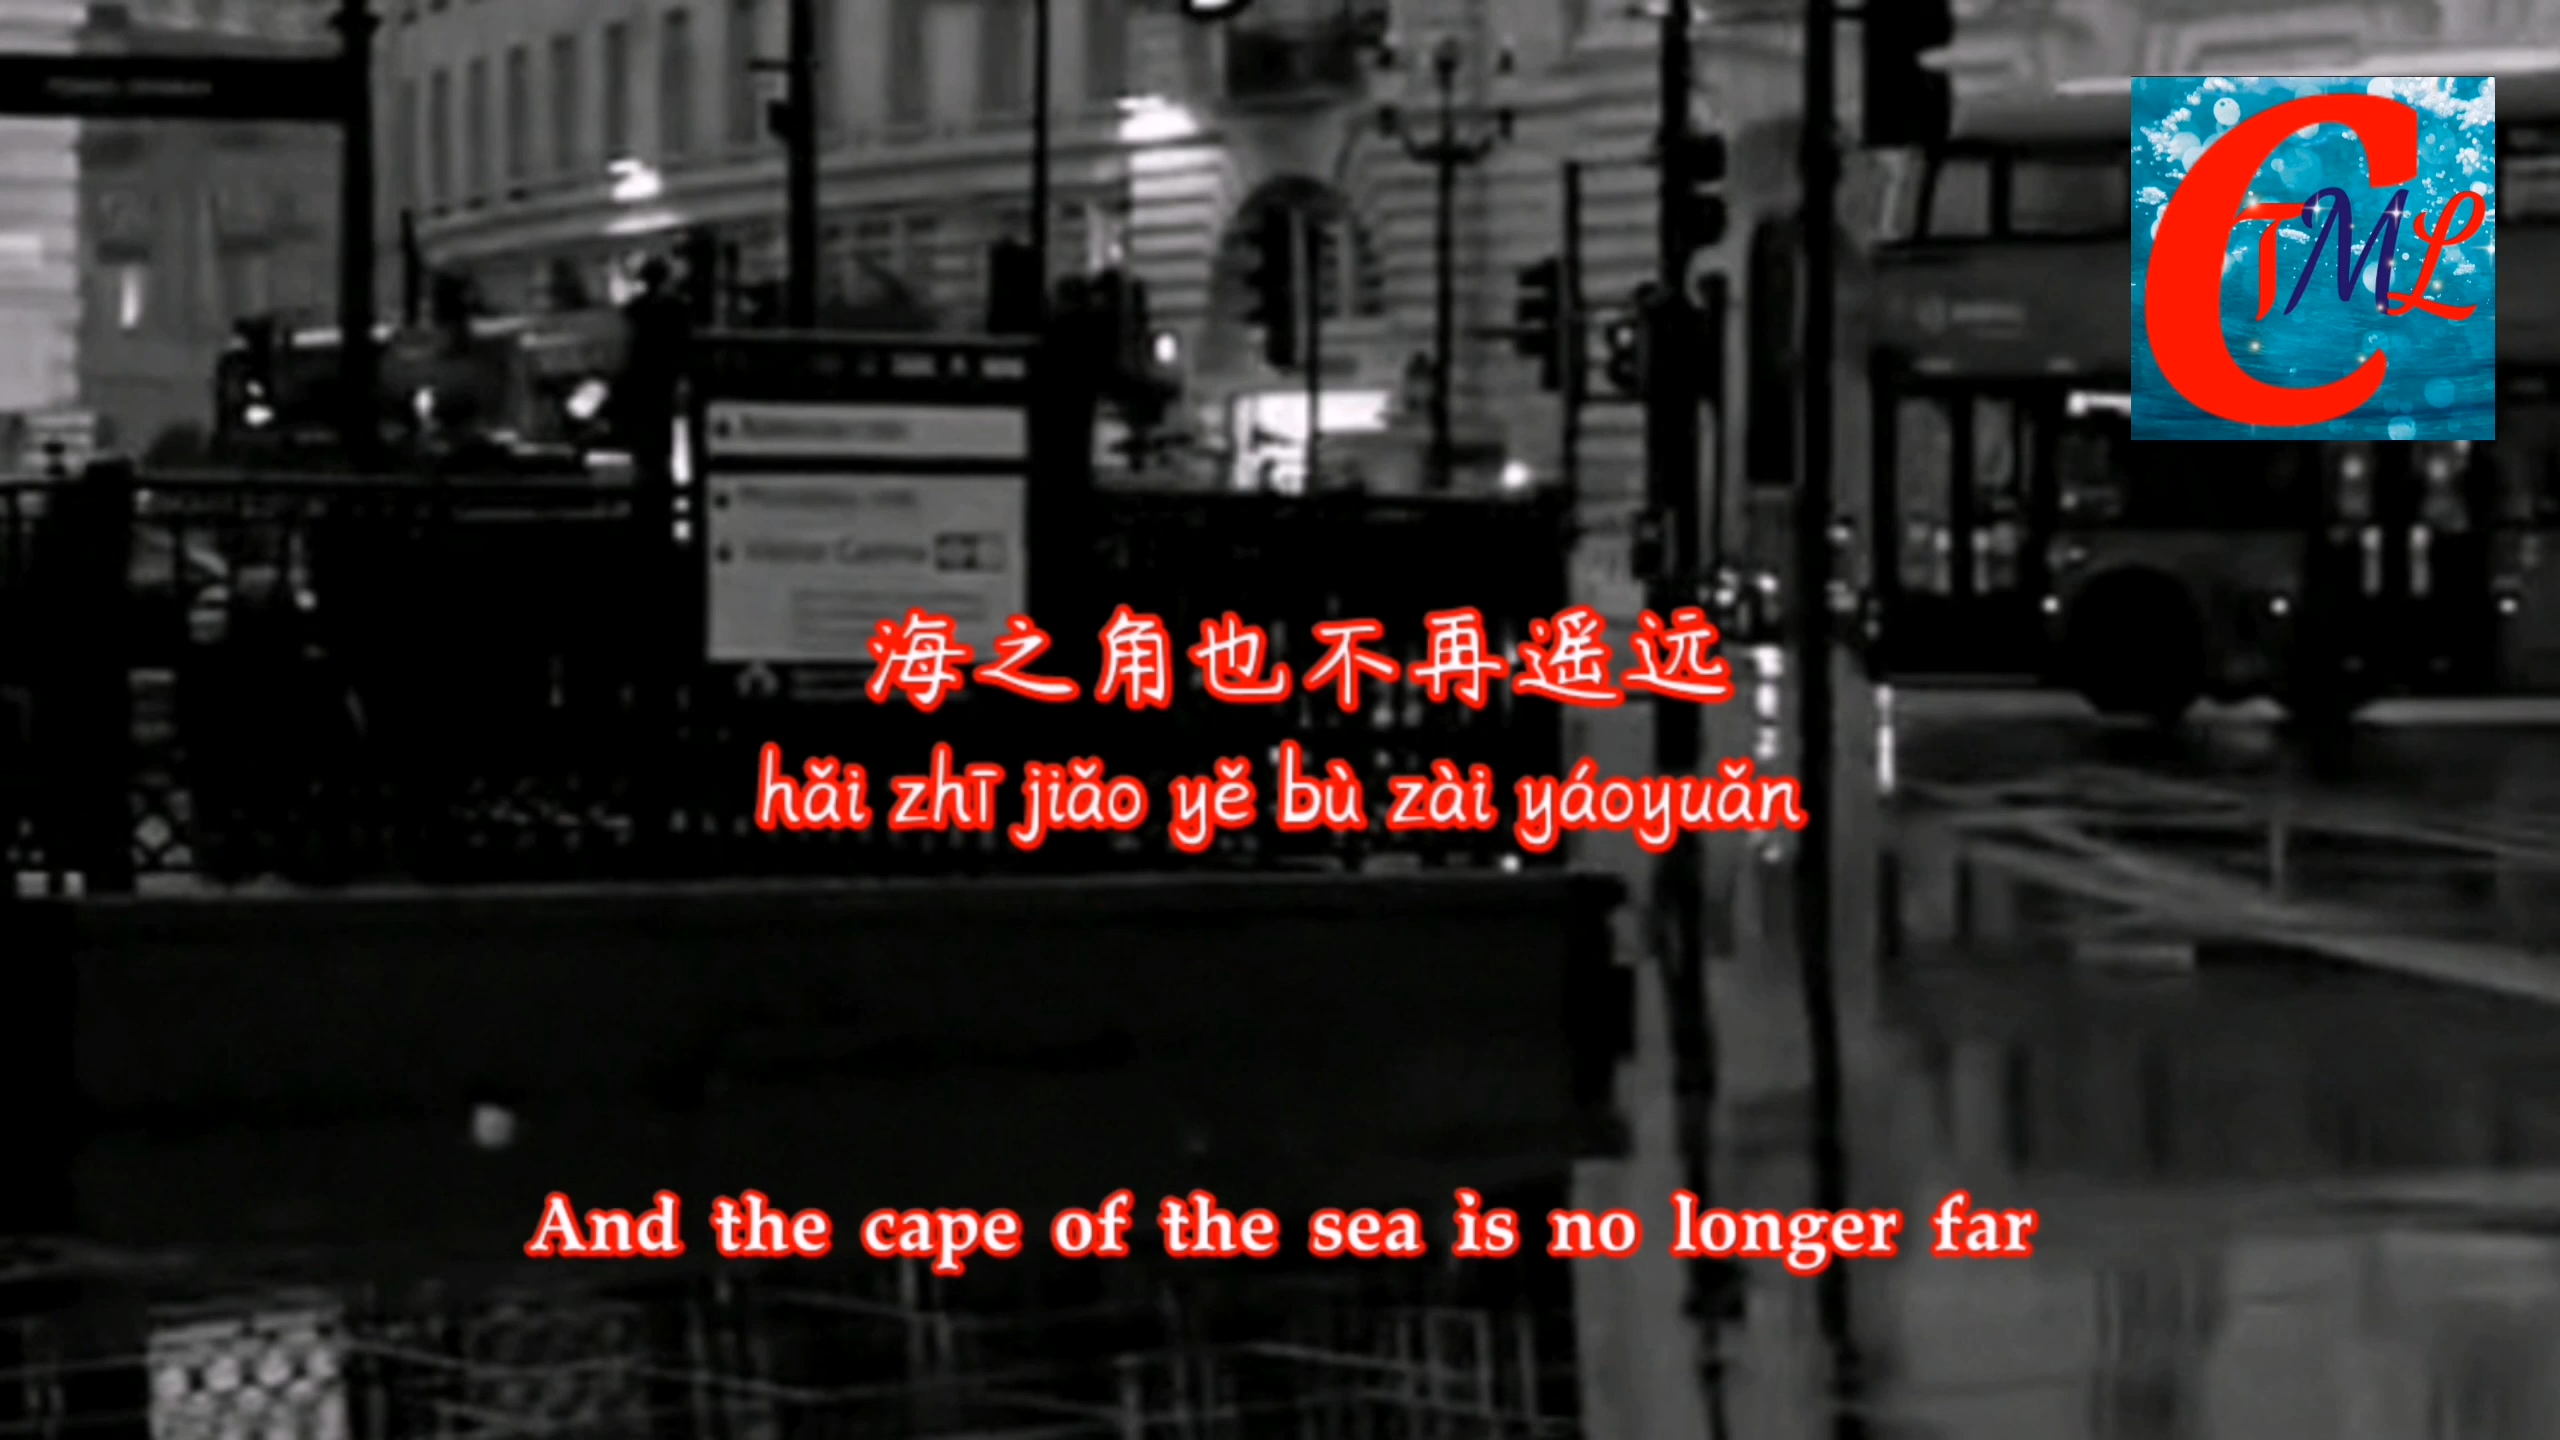 CTML
海之角也不再遥远
hǎi zhī jiǎo yě bù zài yáoyuǎn
And the cape of the sea is no longer far